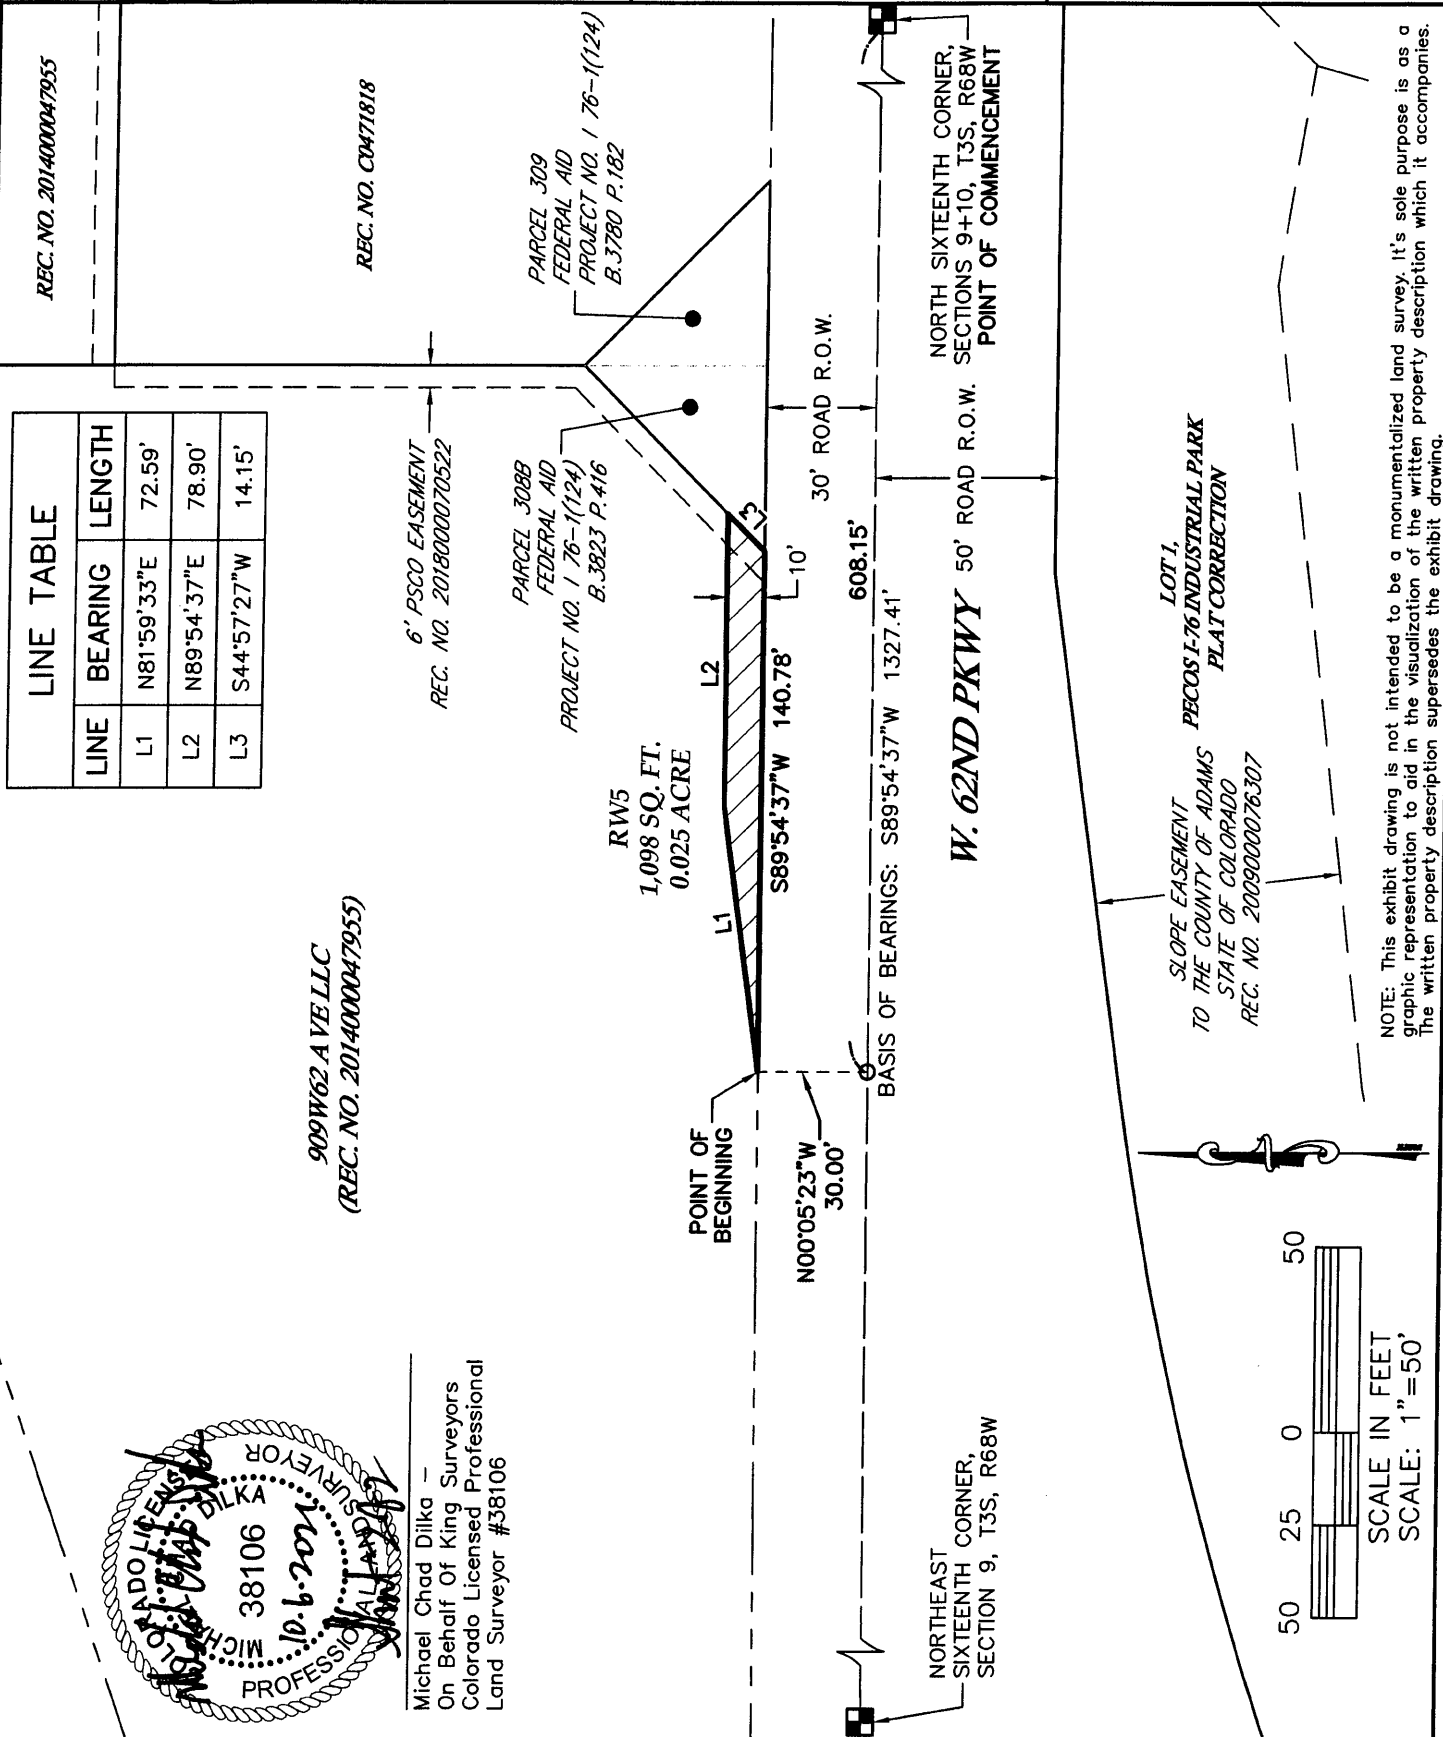 REC. NO. 2014000047955
REC. NO. C0471818
LINE TABLE
LINE BEARING LENGTH
L1 N81°59'33"E 72.59'
L2 N89°54'37"E 78.90'
L3 S44°57'27"W 14.15'
6' PSCO EASEMENT
REC. NO. 2018000070522
PARCEL 309
FEDERAL AID
PROJECT NO. I 76-1(124)
B.3780 P.182
PARCEL 308B
FEDERAL AID
PROJECT NO. I 76-1(124)
B.3823 P.416
909W62 AVE LLC
(REC. NO. 2014000047955)
RW5
1,098 SQ. FT.
0.025 ACRE
L1
L2
L3
10'
S89°54'37"W 140.78'
30' ROAD R.O.W.
POINT OF
BEGINNING
N00°05'23"W
30.00'
608.15'
BASIS OF BEARINGS: S89°54'37"W 1327.41'
W. 62ND PKWY
50' ROAD R.O.W.
NORTH SIXTEENTH CORNER,
SECTIONS 9+10, T3S, R68W
POINT OF COMMENCEMENT
NORTHEAST
SIXTEENTH CORNER,
SECTION 9, T3S, R68W
LOT 1,
PECOS I-76 INDUSTRIAL PARK
PLAT CORRECTION
SLOPE EASEMENT
TO THE COUNTY OF ADAMS
STATE OF COLORADO
REC. NO. 2009000076307
COLORADO LICENSED
MICHAEL CHAD DILKA
38106
PROFESSIONAL LAND SURVEYOR
Michael Chad Dilka –
On Behalf Of King Surveyors
Colorado Licensed Professional
Land Surveyor #38106
50 25 0 50
SCALE IN FEET
SCALE: 1"=50'
NOTE: This exhibit drawing is not intended to be a monumentalized land survey. It's sole purpose is as a
graphic representation to aid in the visualization of the written property description which it accompanies.
The written property description supersedes the exhibit drawing.